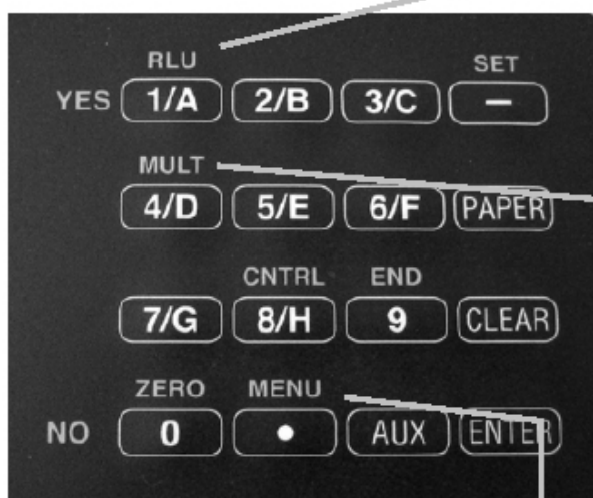 RLU SET
YES 1/A 2/B 3/C –
MULT
4/D 5/E 6/F PAPER
CNTRL END
7/G 8/H 9 CLEAR
ZERO MENU
NO 0 • AUX ENTER